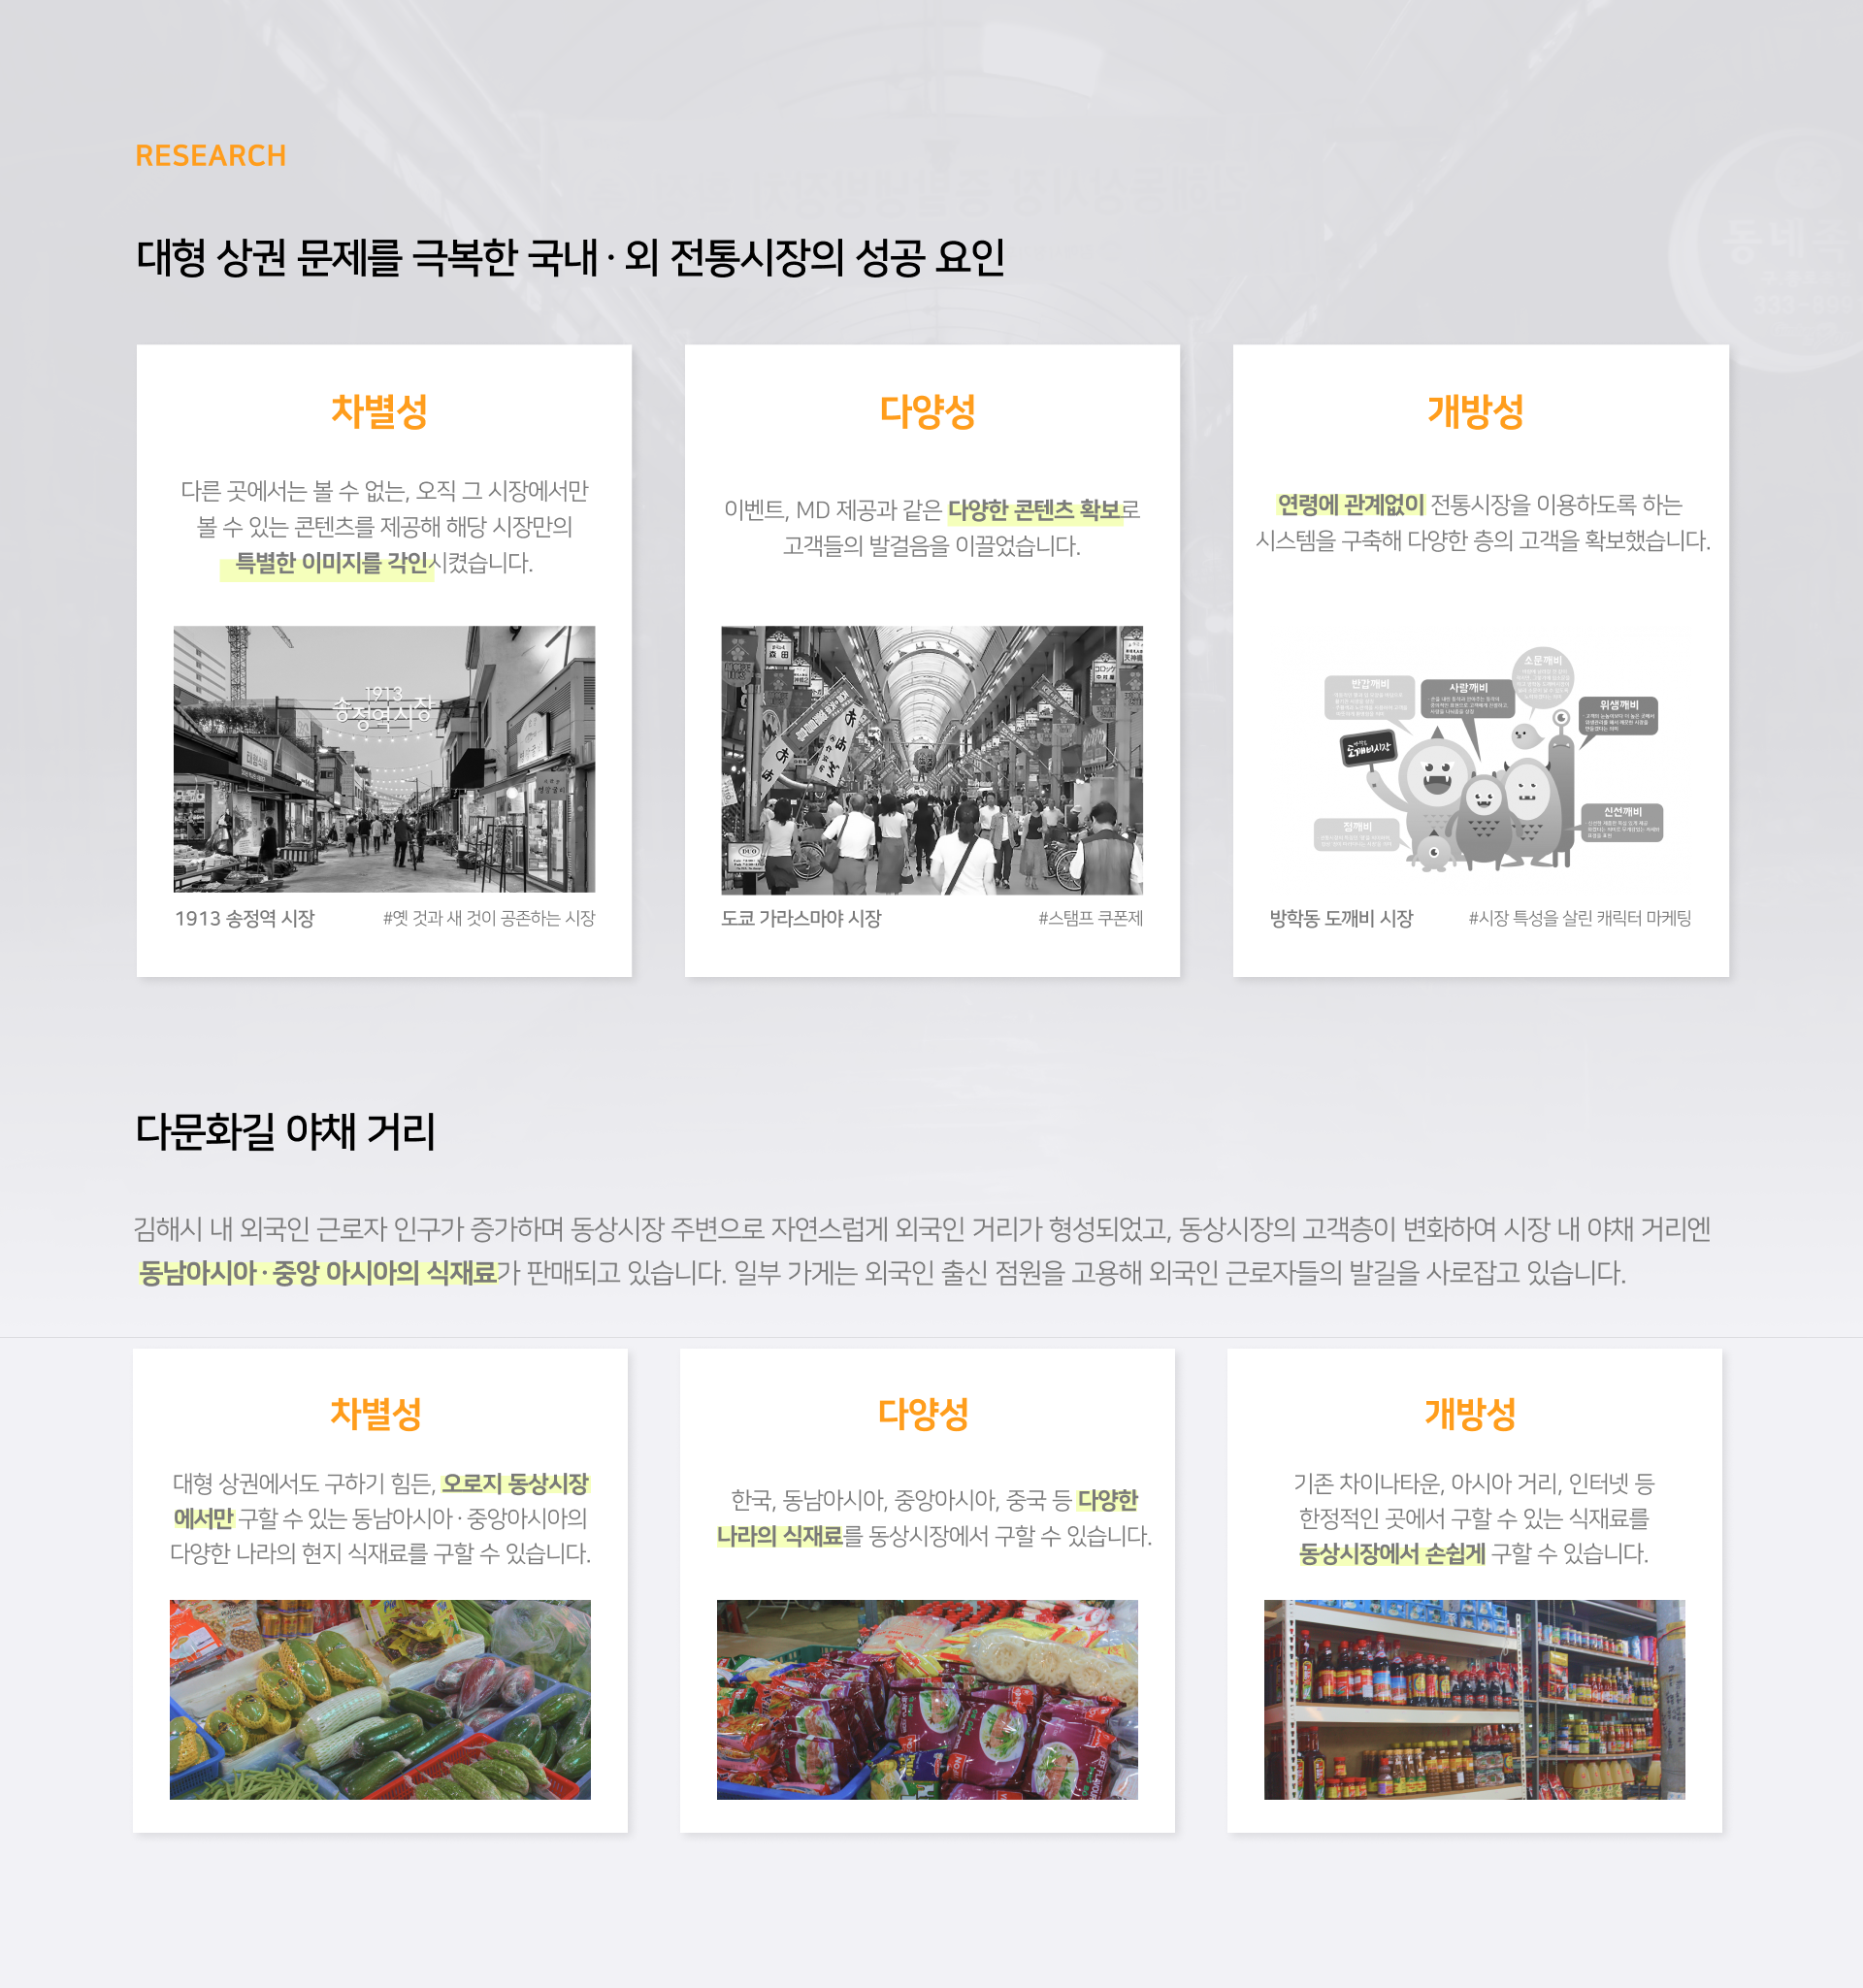 RESEARCH
대형 상권 문제를 극복한 국내 · 외 전통시장의 성공 요인
차별성
다른 곳에서는 볼 수 없는, 오직 그 시장에서만
볼 수 있는 콘텐츠를 제공해 해당 시장만의
특별한 이미지를 각인시켰습니다.
1913
송정역시장
1913 송정역 시장
#옛 것과 새 것이 공존하는 시장
다양성
이벤트, MD 제공과 같은 다양한 콘텐츠 확보로
고객들의 발걸음을 이끌었습니다.
森田
コロッケ
DUO
도쿄 가라스마야 시장
#스탬프 쿠폰제
개방성
연령에 관계없이 전통시장을 이용하도록 하는
시스템을 구축해 다양한 층의 고객을 확보했습니다.
소문깨비
반갑깨비
사람깨비
위생깨비
도깨비시장
신선깨비
정깨비
방학동 도깨비 시장
#시장 특성을 살린 캐릭터 마케팅
동네
333-
다문화길 야채 거리
김해시 내 외국인 근로자 인구가 증가하며 동상시장 주변으로 자연스럽게 외국인 거리가 형성되었고, 동상시장의 고객층이 변화하여 시장 내 야채 거리엔
동남아시아 · 중앙 아시아의 식재료가 판매되고 있습니다. 일부 가게는 외국인 출신 점원을 고용해 외국인 근로자들의 발길을 사로잡고 있습니다.
차별성
대형 상권에서도 구하기 힘든, 오로지 동상시장
에서만 구할 수 있는 동남아시아 · 중앙아시아의
다양한 나라의 현지 식재료를 구할 수 있습니다.
다양성
한국, 동남아시아, 중앙아시아, 중국 등 다양한
나라의 식재료를 동상시장에서 구할 수 있습니다.
개방성
기존 차이나타운, 아시아 거리, 인터넷 등
한정적인 곳에서 구할 수 있는 식재료를
동상시장에서 손쉽게 구할 수 있습니다.